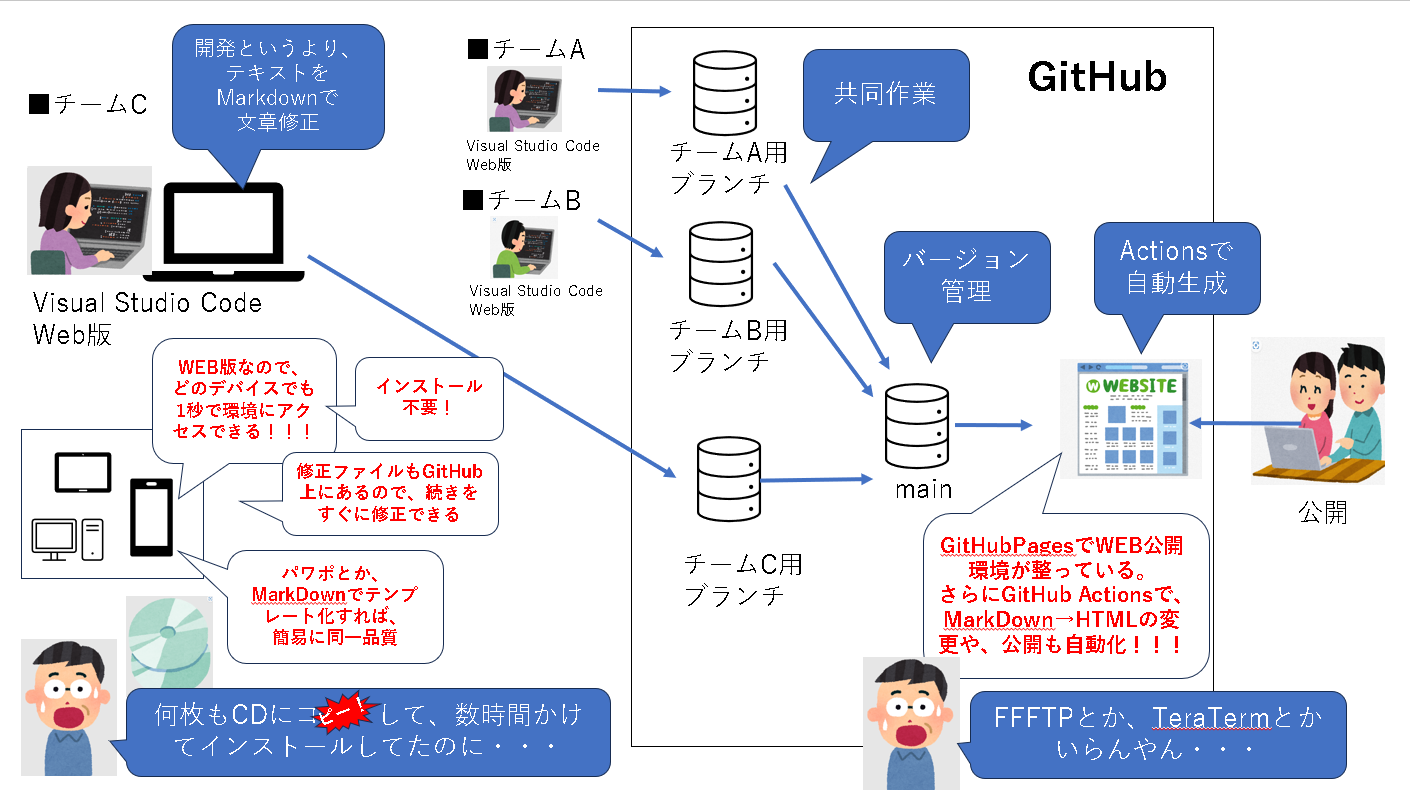 開発というより、
テキストを
Markdownで
文章修正
■チームC
Visual Studio Code
Web版
■チームA
Visual Studio Code
Web版
■チームB
Visual Studio Code
Web版
GitHub
共同作業
チームA用
ブランチ
チームB用
ブランチ
チームC用
ブランチ
バージョン
管理
main
Actionsで
自動生成
WEBSITE
公開
WEB版なので、
どのデバイスでも
1秒で環境にアク
セスできる！！！
インストール
不要！
修正ファイルもGitHub
上にあるので、続きを
すぐに修正できる
パワポとか、
MarkDownでテンプ
レート化すれば、
簡易に同一品質
GitHubPagesでWEB公開
環境が整っている。
さらにGitHub Actionsで、
MarkDown→HTMLの変
更や、公開も自動化！！！
何枚もCDにコピー！して、数時間かけ
てインストールしてたのに・・・
FFFTPとか、TeraTermとか
いらんやん・・・